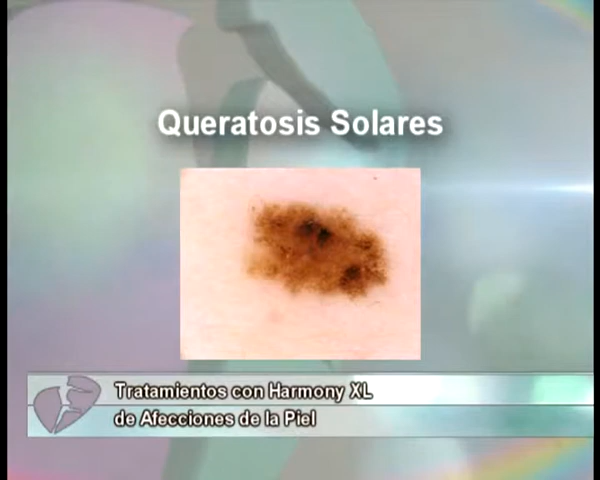 Queratosis Solares
Tratamientos con Harmony XL
de Afecciones de la Piel